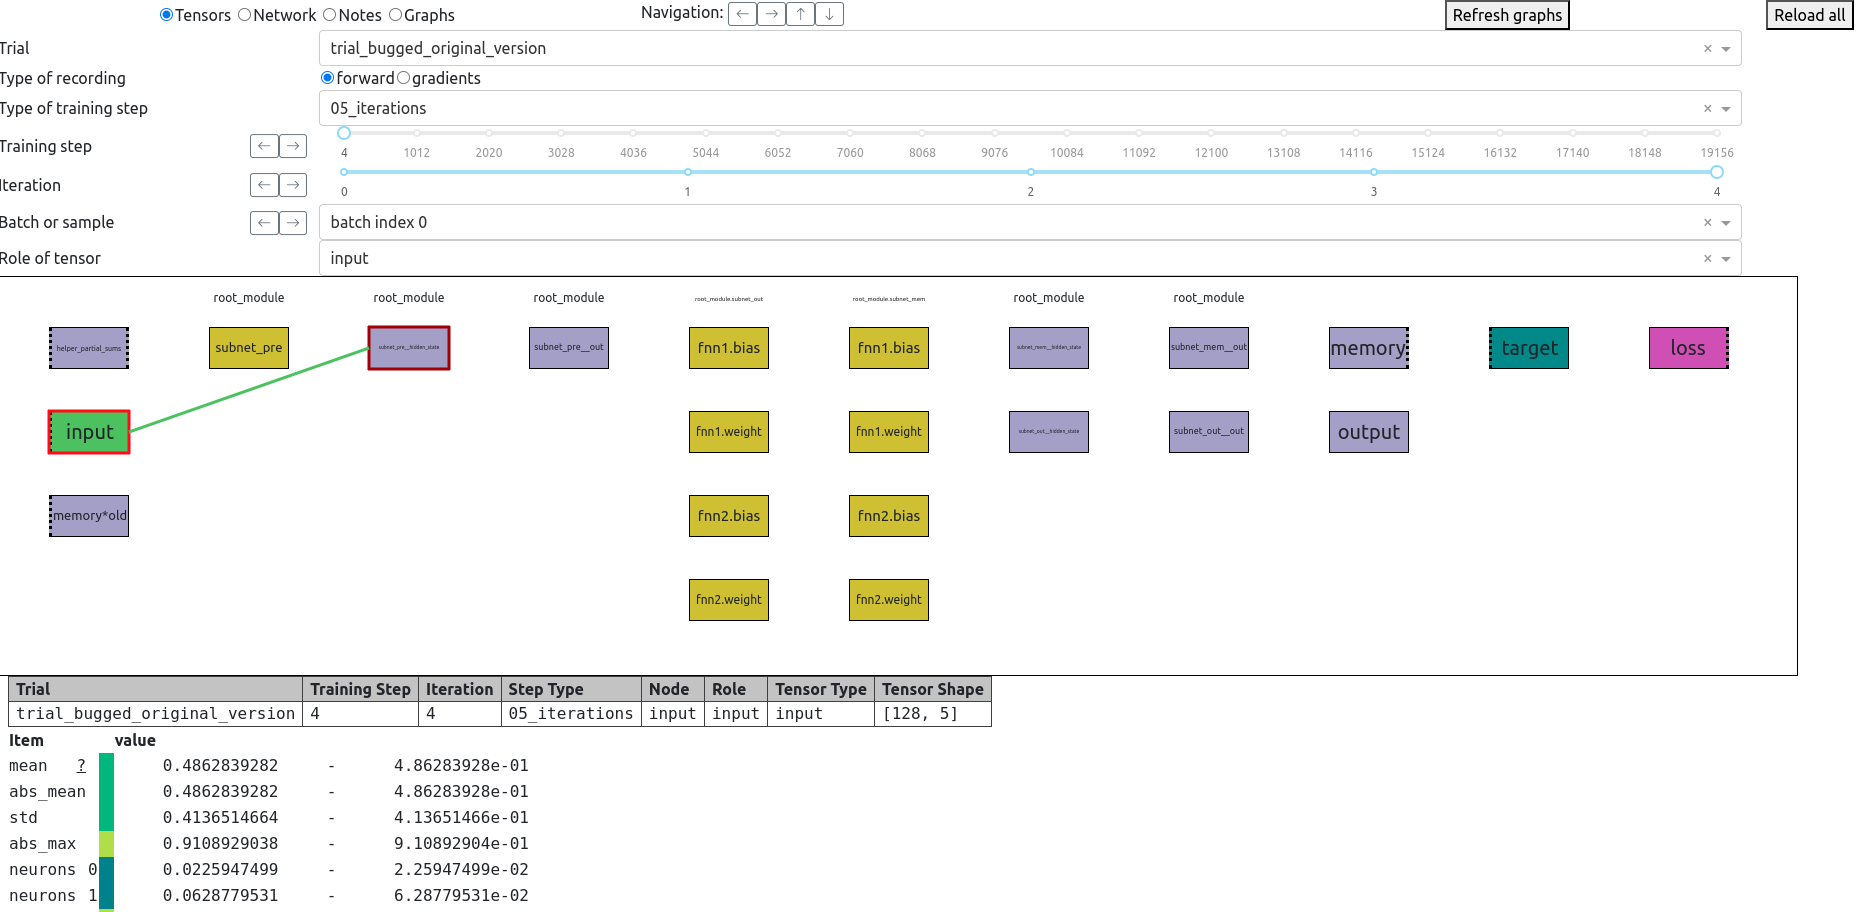 Tensors Network Notes Graphs Navigation: ← → ↑ ↓ Refresh graphs Reload all
Trial trial_bugged_original_version ×
Type of recording forward gradients
Type of training step 05_iterations ×
Training step ← →
4 1012 2020 3028 4036 5044 6052 7060 8068 9076 10084 11092 12100 13108 14116 15124 16132 17140 18148 19156
Iteration ← →
0 1 2 3 4
Batch or sample ← → batch index 0 ×
Role of tensor input ×
root_module root_module root_module root_module.subnet_out root_module.subnet_mem root_module root_module
helper_partial_sums subnet_pre subnet_pre__hidden_state subnet_pre__out fnn1.bias fnn1.bias subnet_mem__hidden_state subnet_mem__out memory target loss
input fnn1.weight fnn1.weight subnet_out__hidden_state subnet_out__out output
memory*old fnn2.bias fnn2.bias
fnn2.weight fnn2.weight
Trial Training Step Iteration Step Type Node Role Tensor Type Tensor Shape
trial_bugged_original_version 4 4 05_iterations input input input [128, 5]
Item value
mean ? 0.4862839282 - 4.86283928e-01
abs_mean 0.4862839282 - 4.86283928e-01
std 0.4136514664 - 4.13651466e-01
abs_max 0.9108929038 - 9.10892904e-01
neurons 0 0.0225947499 - 2.25947499e-02
neurons 1 0.0628779531 - 6.28779531e-02